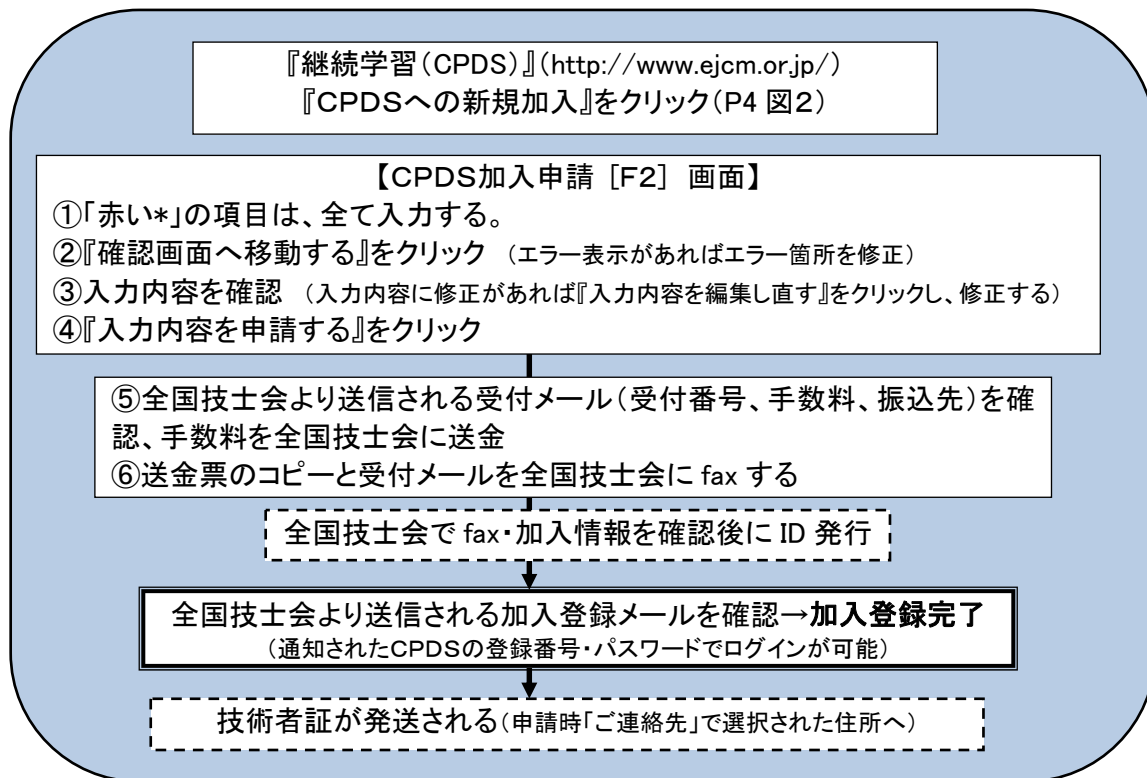 『継続学習(CPDS)』(http://www.ejcm.or.jp/)
『CPDSへの新規加入』をクリック(P4 図2)
【CPDS加入申請 [F2] 画面】
①「赤い*」の項目は、全て入力する。
②『確認画面へ移動する』をクリック (エラー表示があればエラー箇所を修正)
③入力内容を確認 (入力内容に修正があれば『入力内容を編集し直す』をクリックし、修正する)
④『入力内容を申請する』をクリック
⑤全国技士会より送信される受付メール(受付番号、手数料、振込先)を確
認、手数料を全国技士会に送金
⑥送金票のコピーと受付メールを全国技士会に fax する
全国技士会で fax・加入情報を確認後に ID 発行
全国技士会より送信される加入登録メールを確認→加入登録完了
(通知されたCPDSの登録番号・パスワードでログインが可能)
技術者証が発送される(申請時「ご連絡先」で選択された住所へ)